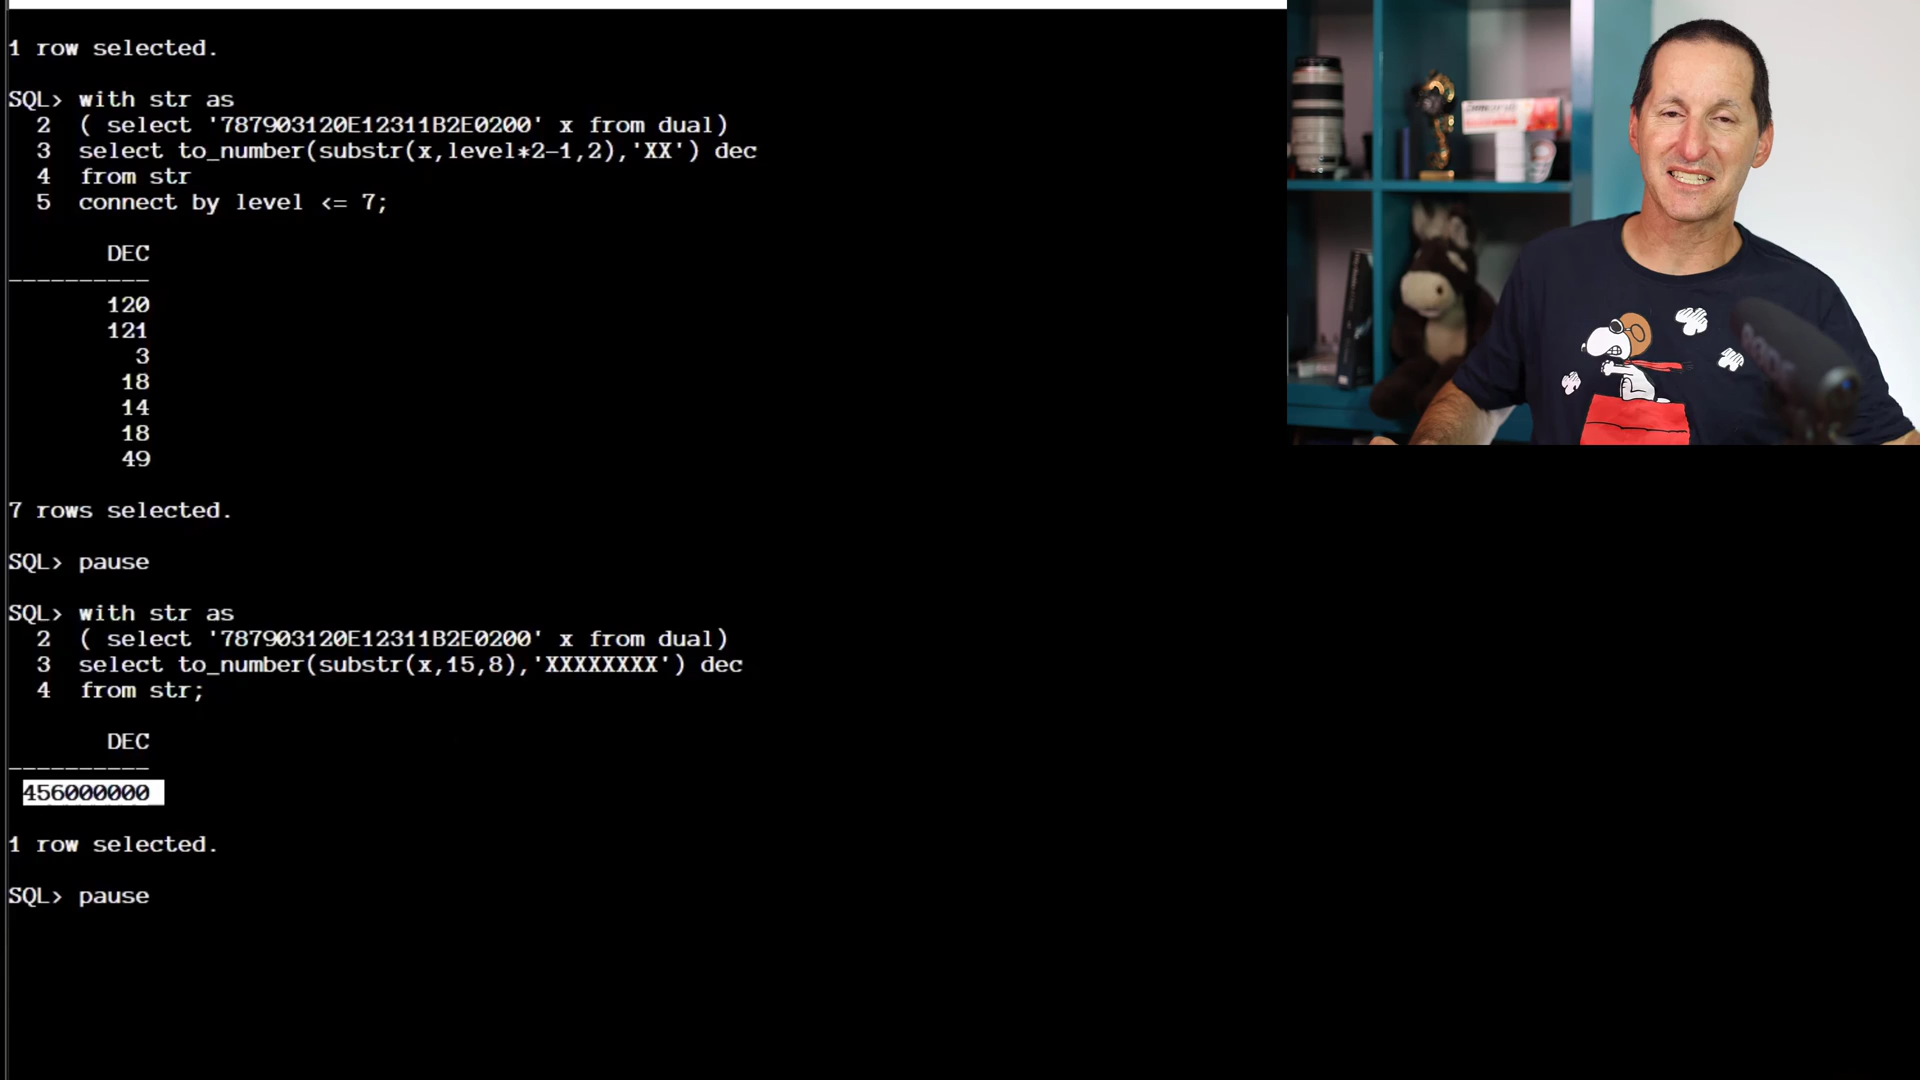 1 row selected.
SQL> with str as
2 ( select '787903120E12311B2E0200' x from dual)
3 select to_number(substr(x,level*2-1,2),'XX') dec
4 from str
5 connect by level <= 7;
DEC
----------
120
121
3
18
14
18
49
7 rows selected.
SQL> pause
SQL> with str as
2 ( select '787903120E12311B2E0200' x from dual)
3 select to_number(substr(x,15,8),'XXXXXXXX') dec
4 from str;
DEC
----------
456000000
1 row selected.
SQL> pause